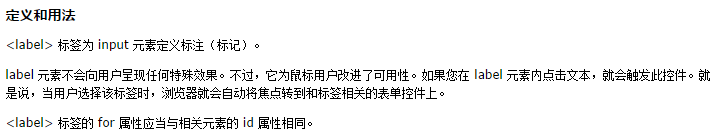 定义和用法
<label> 标签为 input 元素定义标注（标记）。
label 元素不会向用户呈现任何特殊效果。不过，它为鼠标用户改进了可用性。如果您在 label 元素内点击文本，就会触发此控件。就
是说，当用户选择该标签时，浏览器就会自动将焦点转到和标签相关的表单控件上。
<label> 标签的 for 属性应当与相关元素的 id 属性相同。